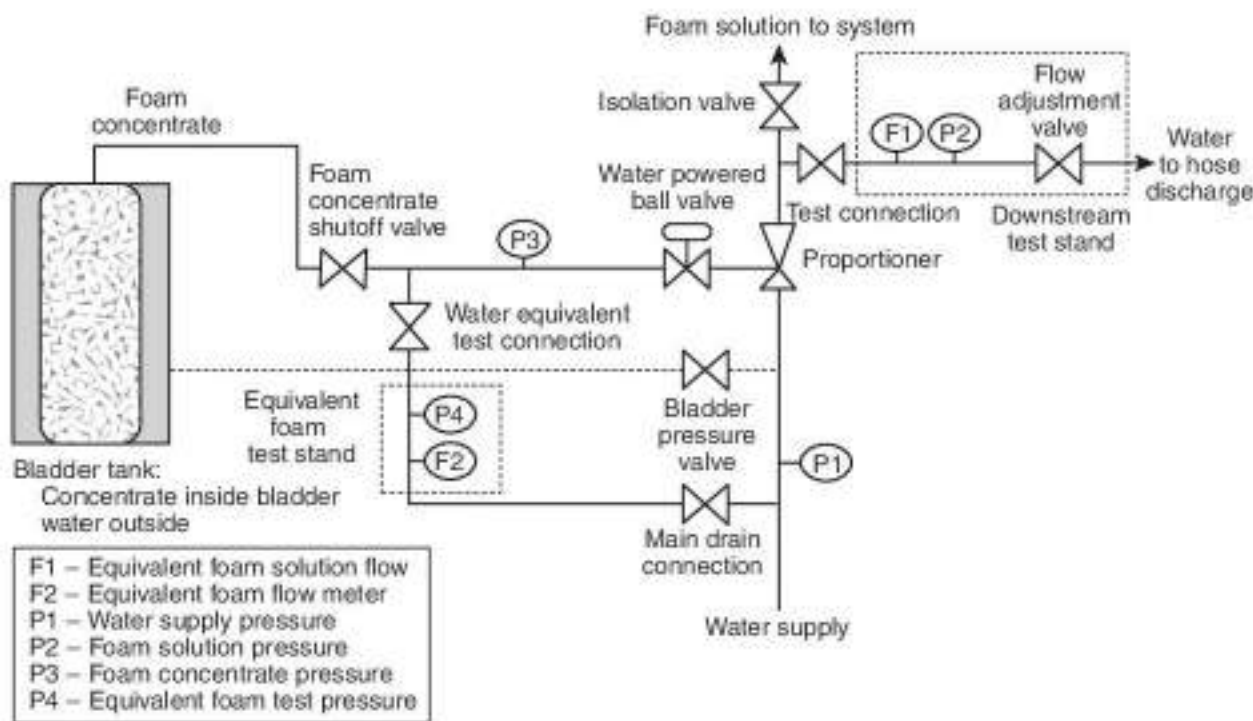 Foam solution to system
Foam
concentrate
Isolation valve
F1
P2
Flow
adjustment
valve
Water
to hose
discharge
Foam
concentrate
shutoff valve
Water powered
ball valve
Test connection
Downstream
test stand
P3
Proportioner
Water equivalent
test connection
Equivalent
foam
test stand
P4
F2
Bladder
pressure
valve
P1
Bladder tank:
Concentrate inside bladder
water outside
Main drain
connection
Water supply
F1 – Equivalent foam solution flow
F2 – Equivalent foam flow meter
P1 – Water supply pressure
P2 – Foam solution pressure
P3 – Foam concentrate pressure
P4 – Equivalent foam test pressure